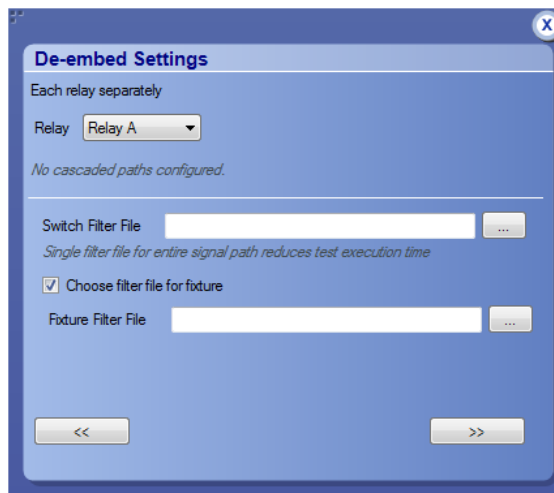 X
De-embed Settings
Each relay separately
Relay Relay A
No cascaded paths configured.
Switch Filter File ...
Single filter file for entire signal path reduces test execution time
Choose filter file for fixture
Fixture Filter File ...
<< >>